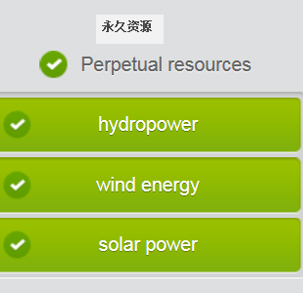 永久资源
Perpetual resources
hydropower
wind energy
solar power